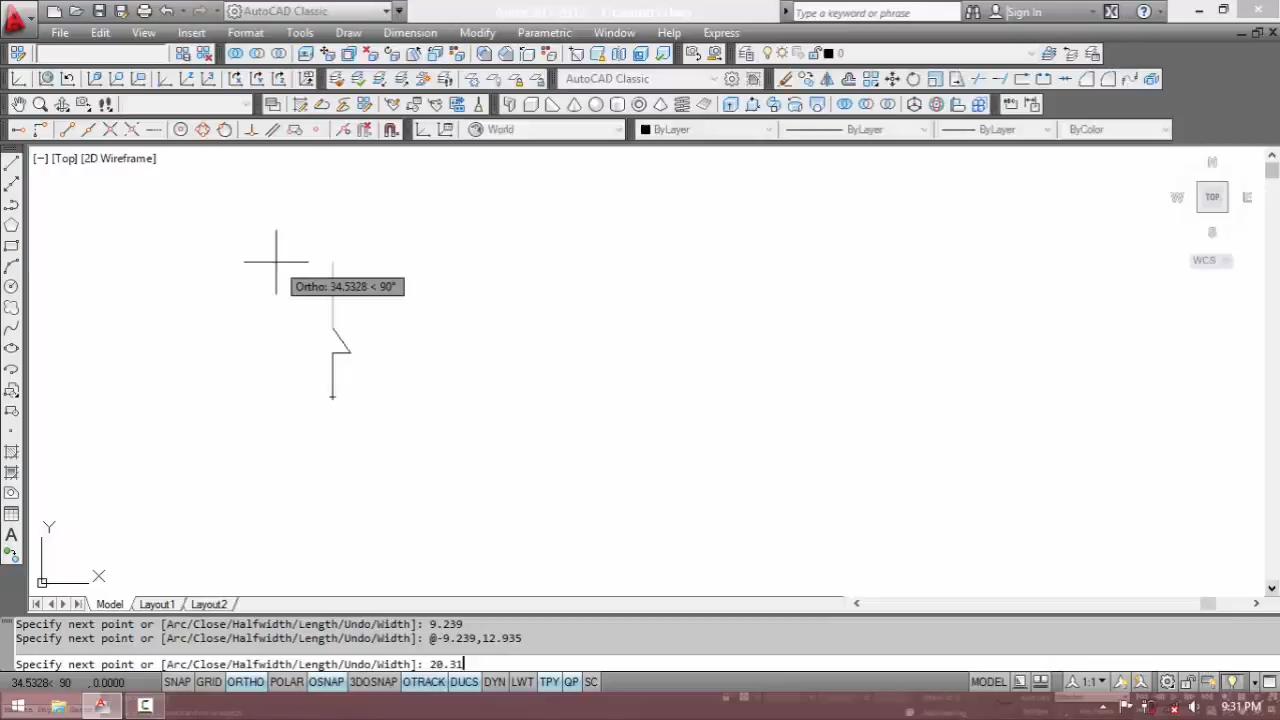 AutoCAD Classic
Type a keyword or phrase
Sign In
File Edit View Insert Format Tools Draw Dimension Modify Parametric Window Help Express
0
AutoCAD Classic
World
ByLayer
ByLayer
ByLayer
ByColor
[−] [Top] [2D Wireframe]
N
W TOP E
S
WCS
Ortho: 34.5328 < 90°
Y
X
Model Layout1 Layout2
Specify next point or [Arc/Close/Halfwidth/Length/Undo/Width]: 9.239
Specify next point or [Arc/Close/Halfwidth/Length/Undo/Width]: @-9.239,12.935
Specify next point or [Arc/Close/Halfwidth/Length/Undo/Width]: 20.31
34.5328< 90 , 0.0000 SNAP GRID ORTHO POLAR OSNAP 3DOSNAP OTRACK DUCS DYN LWT TPY QP SC MODEL 1:1
9:31 PM